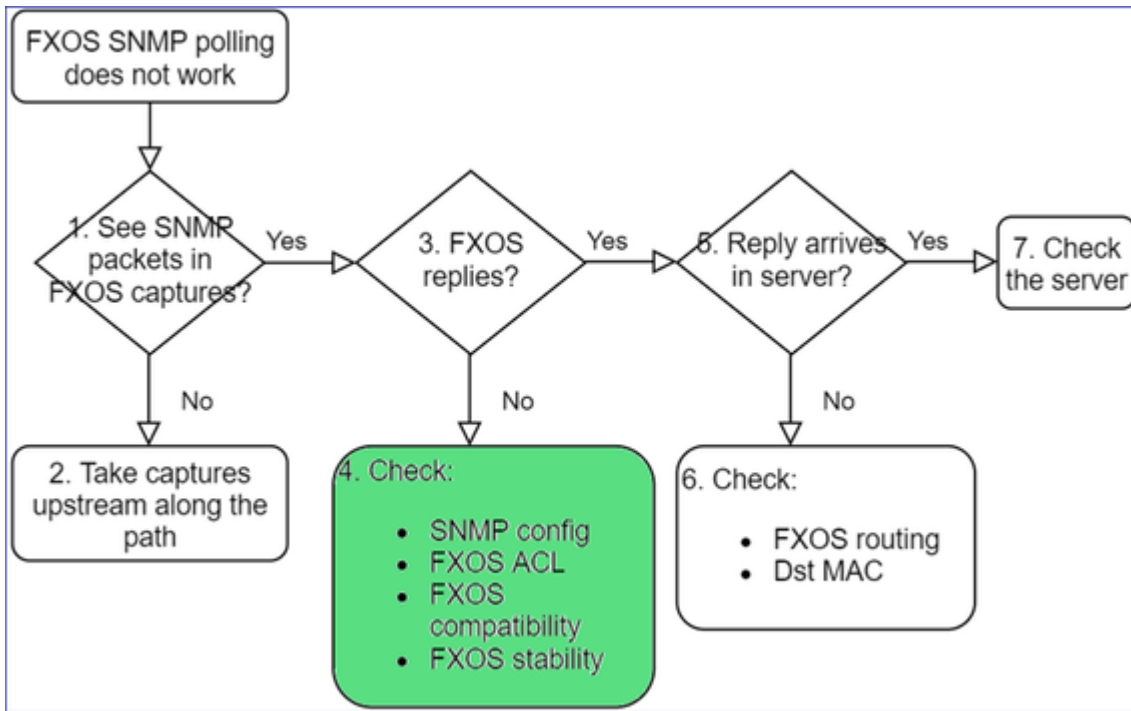 FXOS SNMP polling
does not work
1. See SNMP
packets in
FXOS captures?
Yes
3. FXOS
replies?
Yes
5. Reply arrives
in server?
Yes
7. Check
the server
No
No
No
2. Take captures
upstream along the
path
4. Check:
• SNMP config
• FXOS ACL
• FXOS
compatibility
• FXOS stability
6. Check:
• FXOS routing
• Dst MAC